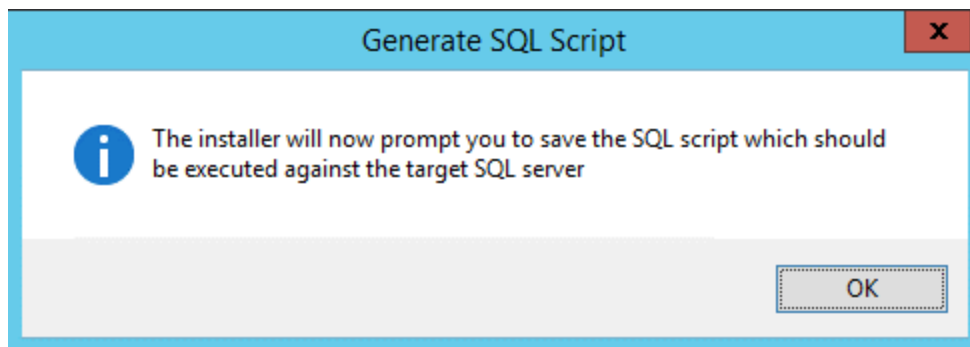 Generate SQL Script
x
The installer will now prompt you to save the SQL script which should
be executed against the target SQL server
OK